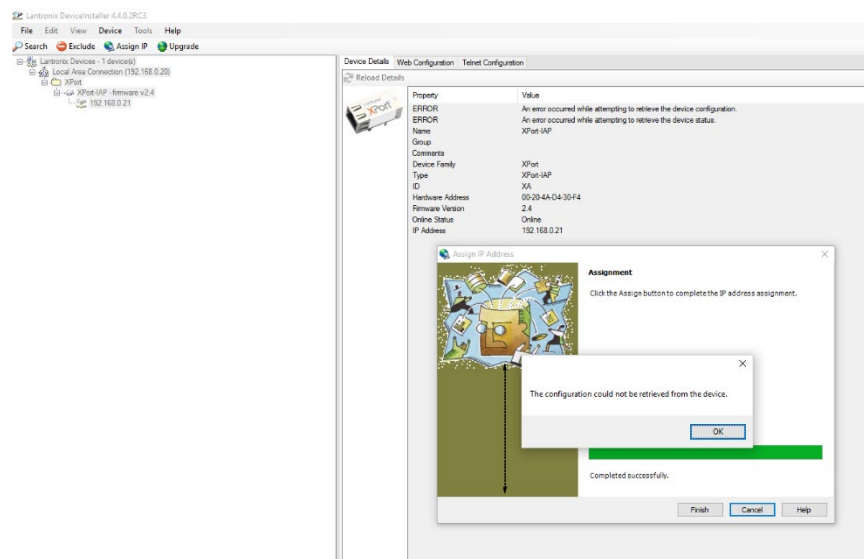 Lantronix DeviceInstaller 4.4.0.2RC3
File Edit View Device Tools Help
Search Exclude Assign IP Upgrade
Lantronix Devices - 1 device(s)
Local Area Connection (192.168.0.20)
XPort
XPort-IAP - firmware v2.4
192.168.0.21
Device Details Web Configuration Telnet Configuration
Reload Details
XPort
Property Value
ERROR An error occurred while attempting to retrieve the device configuration.
ERROR An error occurred while attempting to retrieve the device status.
Name XPort-IAP
Group
Comments
Device Family XPort
Type XPort-IAP
ID XA
Hardware Address 00-20-4A-D4-30-F4
Firmware Version 2.4
Online Status Online
IP Address 192.168.0.21
Assign IP Address
Assignment
Click the Assign button to complete the IP address assignment.
The configuration could not be retrieved from the device.
OK
Completed successfully.
Finish Cancel Help